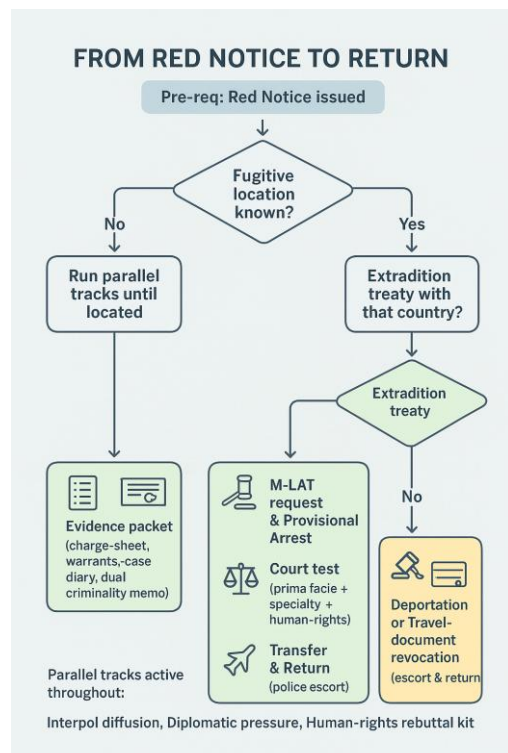 FROM RED NOTICE TO RETURN
Pre-req: Red Notice issued
Fugitive
location
known?
No
Yes
Run parallel
tracks until
located
Extradition
treaty with
that country?
Extradition
treaty
No
Evidence packet
(charge-sheet,
warrants,-case
diary, dual
criminality memo)
M-LAT
request
& Provisional
Arrest
Court test
(prima facie +
specialty +
human-rights)
Transfer
& Return
(police escort)
Deportation
or Travel-
document
revocation
(escort & return
Parallel tracks active
throughout:
Interpol diffusion, Diplomatic pressure, Human-rights rebuttal kit